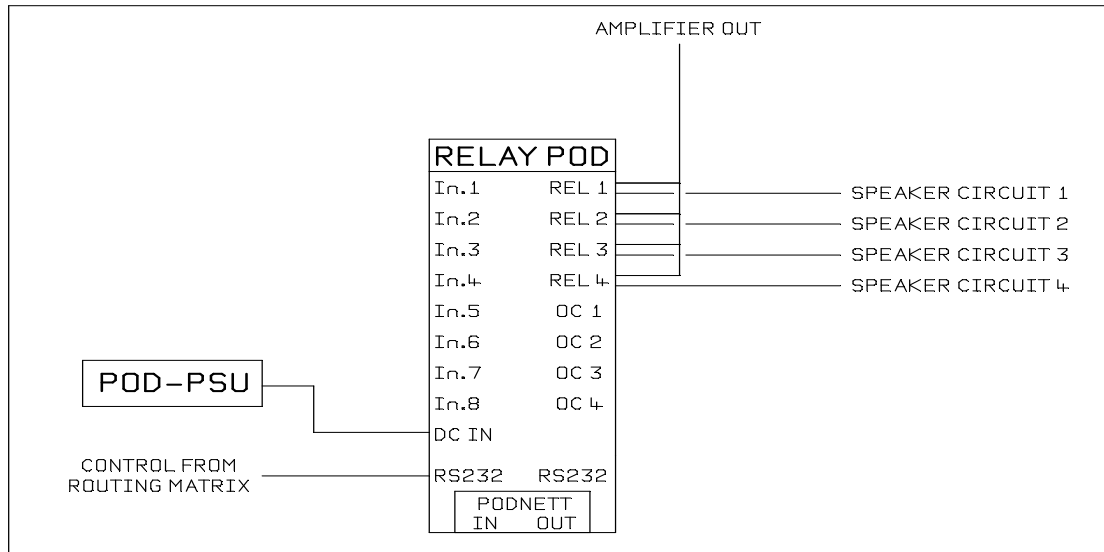 AMPLIFIER OUT
RELAY POD
In.1 REL 1
SPEAKER CIRCUIT 1
In.2 REL 2
SPEAKER CIRCUIT 2
In.3 REL 3
SPEAKER CIRCUIT 3
In.4 REL 4
SPEAKER CIRCUIT 4
In.5 OC 1
In.6 OC 2
In.7 OC 3
In.8 OC 4
POD-PSU
DC IN
CONTROL FROM
ROUTING MATRIX
RS232 RS232
PODNETT
IN OUT